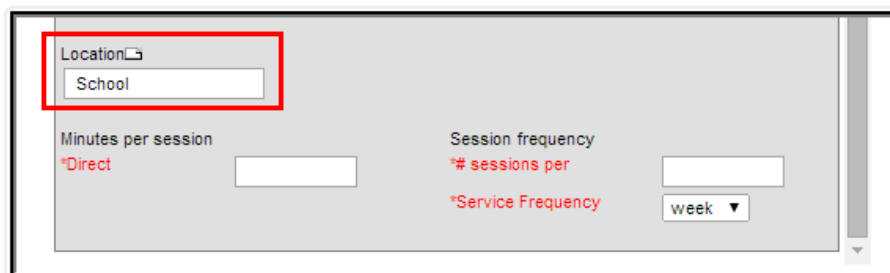 Location
School
Minutes per session Session frequency
*Direct *# sessions per
*Service Frequency week